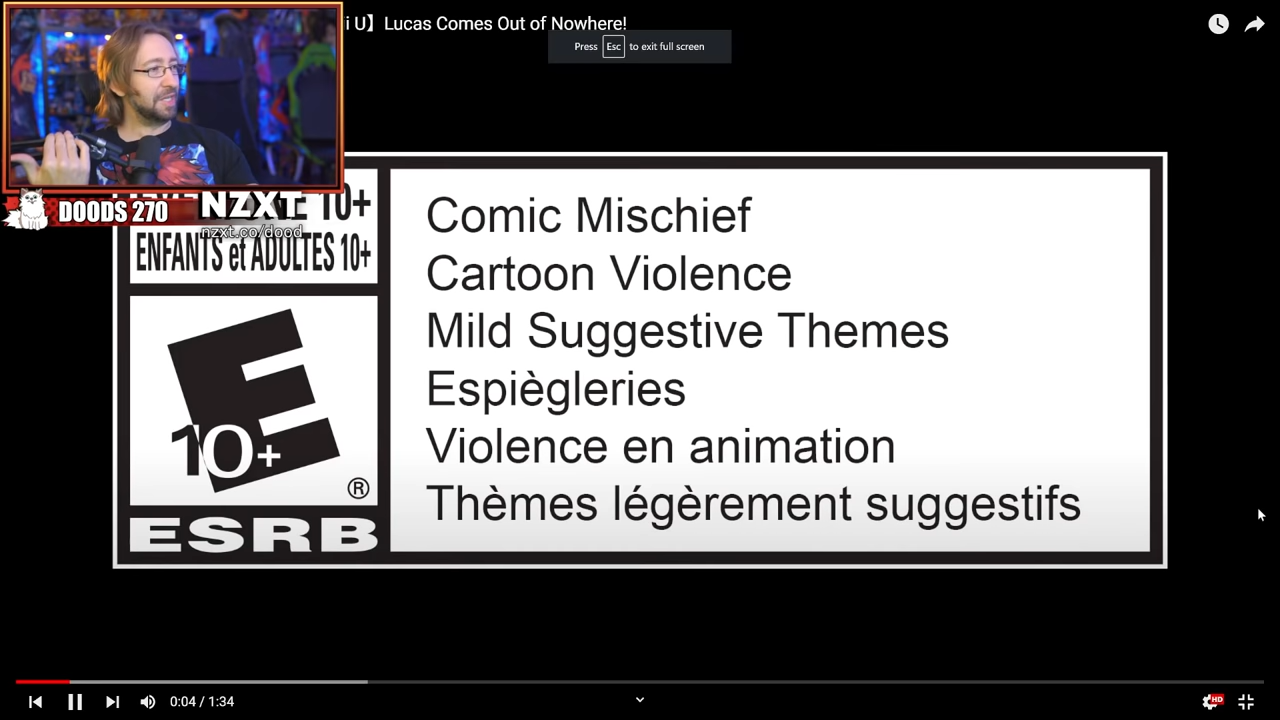 i U】Lucas Comes Out of Nowhere!
Press Esc to exit full screen
DOODS 270
NZXT
nzxt.co/dood
10+
ENFANTS et ADULTES 10+
E
10+
®
ESRB
Comic Mischief
Cartoon Violence
Mild Suggestive Themes
Espiègleries
Violence en animation
Thèmes légèrement suggestifs
0:04 / 1:34
HD